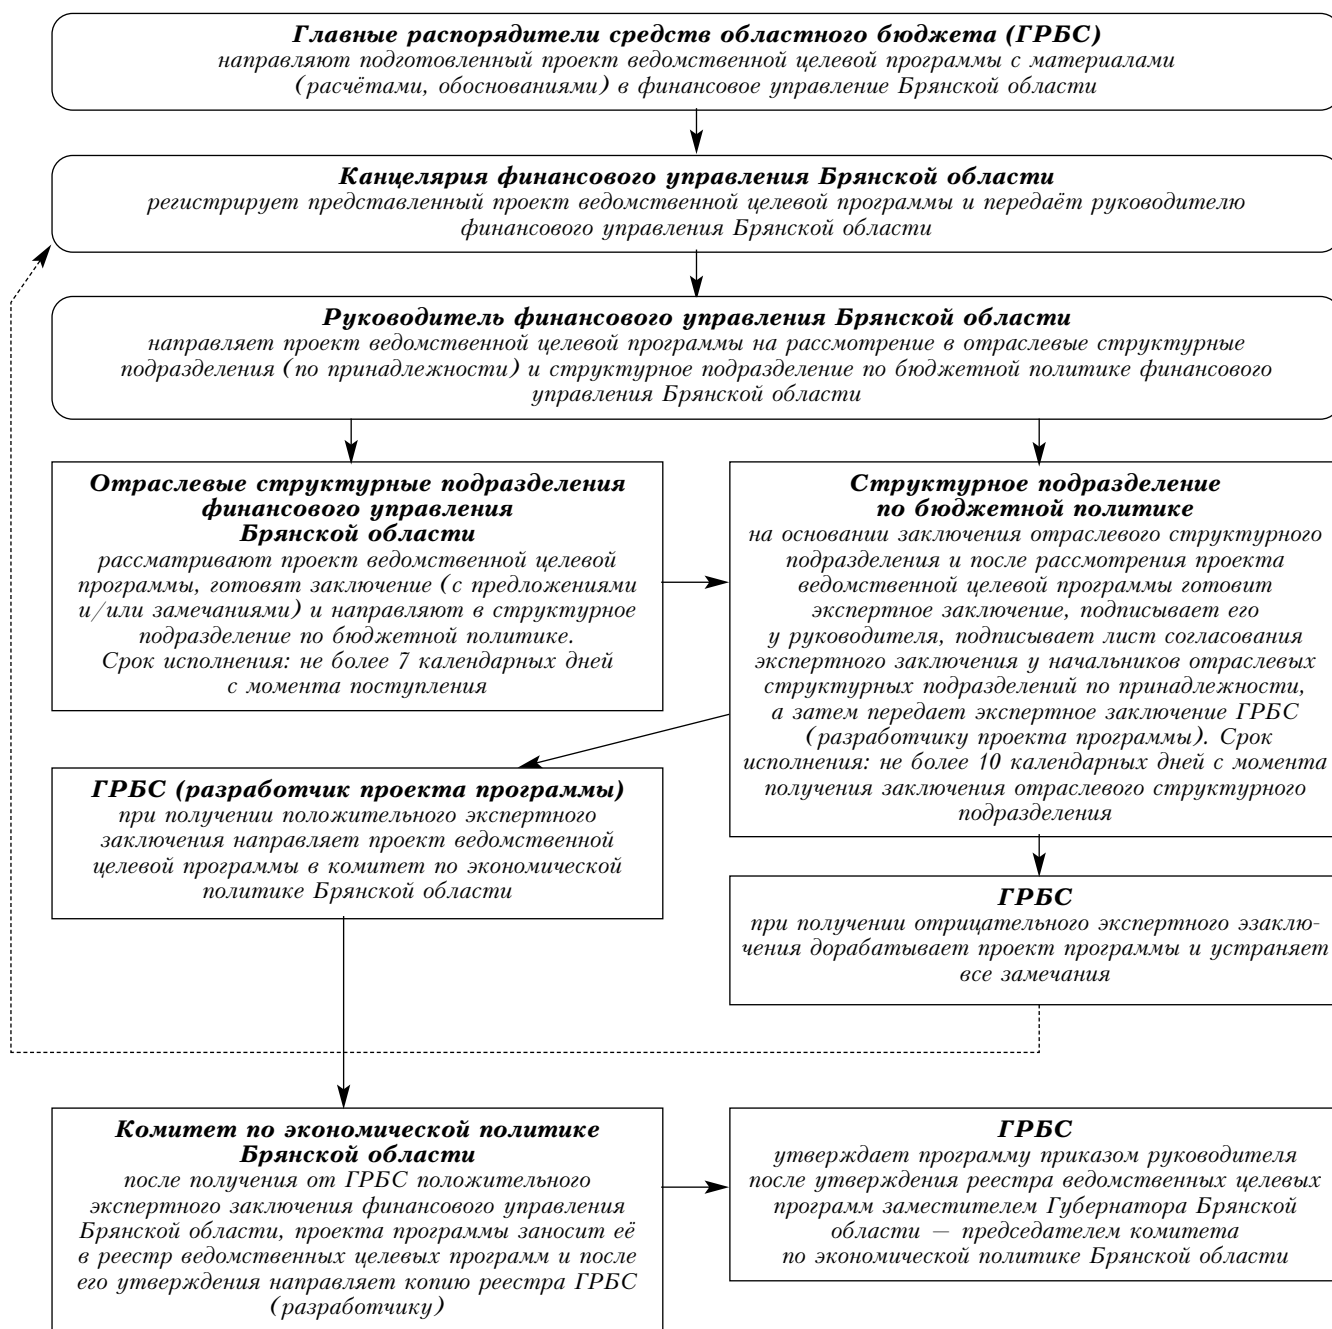 Главные распорядители средств областного бюджета (ГРБС)
направляют подготовленный проект ведомственной целевой программы с материалами
(расчётами, обоснованиями) в финансовое управление Брянской области
Канцелярия финансового управления Брянской области
регистрирует представленный проект ведомственной целевой программы и передаёт руководителю
финансового управления Брянской области
Руководитель финансового управления Брянской области
направляет проект ведомственной целевой программы на рассмотрение в отраслевые структурные
подразделения (по принадлежности) и структурное подразделение по бюджетной политике финансового
управления Брянской области
Отраслевые структурные подразделения
финансового управления
Брянской области
рассматривают проект ведомственной целевой
программы, готовят заключение (с предложениями
и/или замечаниями) и направляют в структурное
подразделение по бюджетной политике.
Срок исполнения: не более 7 календарных дней
с момента поступления
Структурное подразделение
по бюджетной политике
на основании заключения отраслевого структурного
подразделения и после рассмотрения проекта
ведомственной целевой программы готовит
экспертное заключение, подписывает его
у руководителя, подписывает лист согласования
экспертного заключения у начальников отраслевых
структурных подразделений по принадлежности,
а затем передает экспертное заключение ГРБС
(разработчику проекта программы). Срок
исполнения: не более 10 календарных дней с момента
получения заключения отраслевого структурного
подразделения
ГРБС (разработчик проекта программы)
при получении положительного экспертного
заключения направляет проект ведомственной
целевой программы в комитет по экономической
политике Брянской области
ГРБС
при получении отрицательного экспертного эзаклю-
чения дорабатывает проект программы и устраняет
все замечания
Комитет по экономической политике
Брянской области
после получения от ГРБС положительного
экспертного заключения финансового управления
Брянской области, проекта программы заносит её
в реестр ведомственных целевых программ и после
его утверждения направляет копию реестра ГРБС
(разработчику)
ГРБС
утверждает программу приказом руководителя
после утверждения реестра ведомственных целевых
программ заместителем Губернатора Брянской
области — председателем комитета
по экономической политике Брянской области